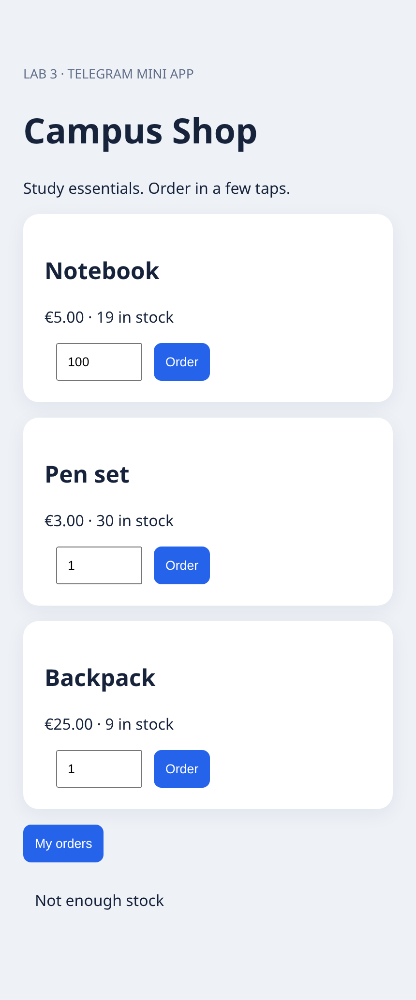 LAB 3 · TELEGRAM MINI APP
Campus Shop
Study essentials. Order in a few taps.
Notebook
€5.00 · 19 in stock
100 Order
Pen set
€3.00 · 30 in stock
1 Order
Backpack
€25.00 · 9 in stock
1 Order
My orders
Not enough stock